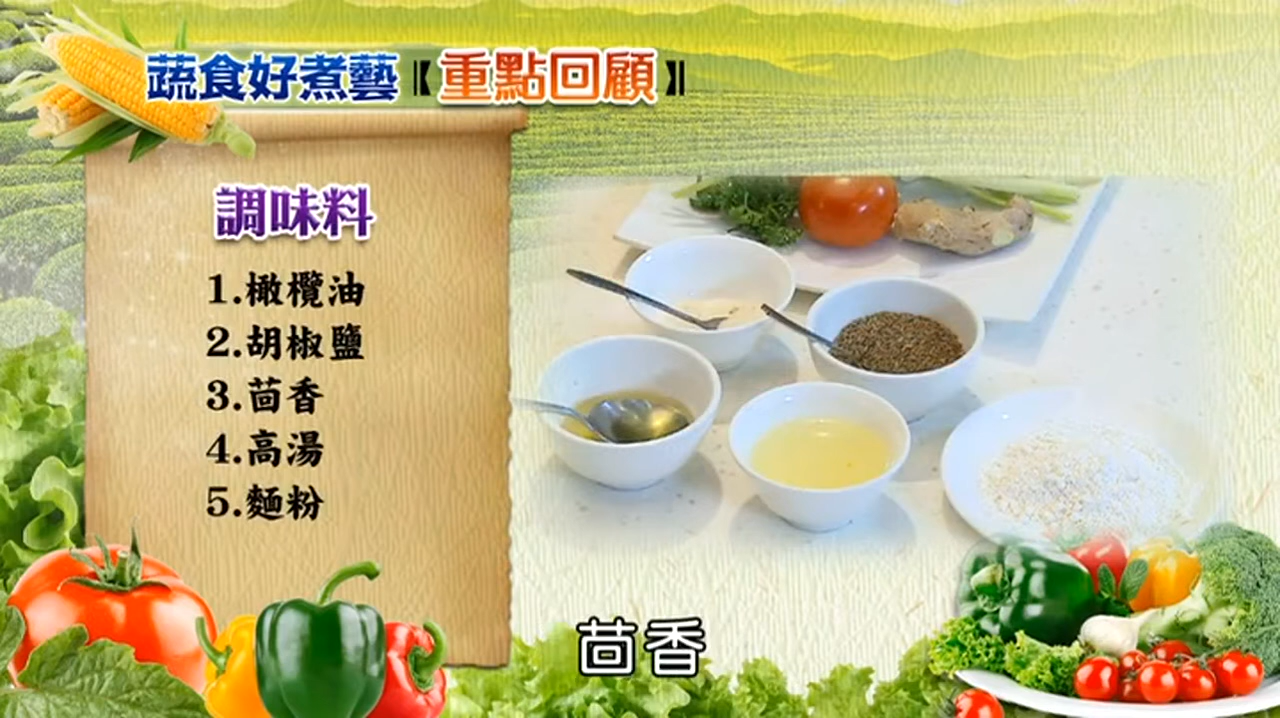 蔬食好煮藝【重點回顧】
調味料
1.橄欖油
2.胡椒鹽
3.茴香
4.高湯
5.麵粉
茴香